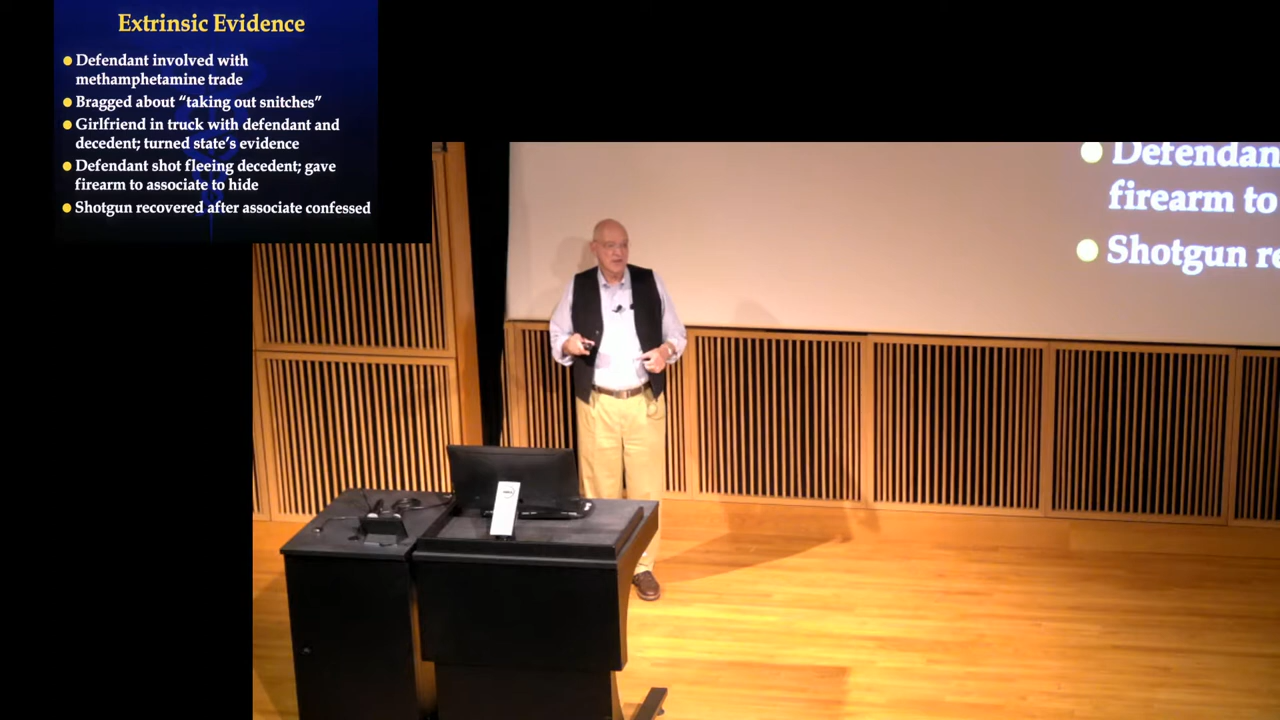 Extrinsic Evidence
Defendant involved with
methamphetamine trade
Bragged about “taking out snitches”
Girlfriend in truck with defendant and
decedent; turned state’s evidence
Defendant shot fleeing decedent; gave
firearm to associate to hide
Shotgun recovered after associate confessed
Defendan
firearm to
Shotgun re
DELL